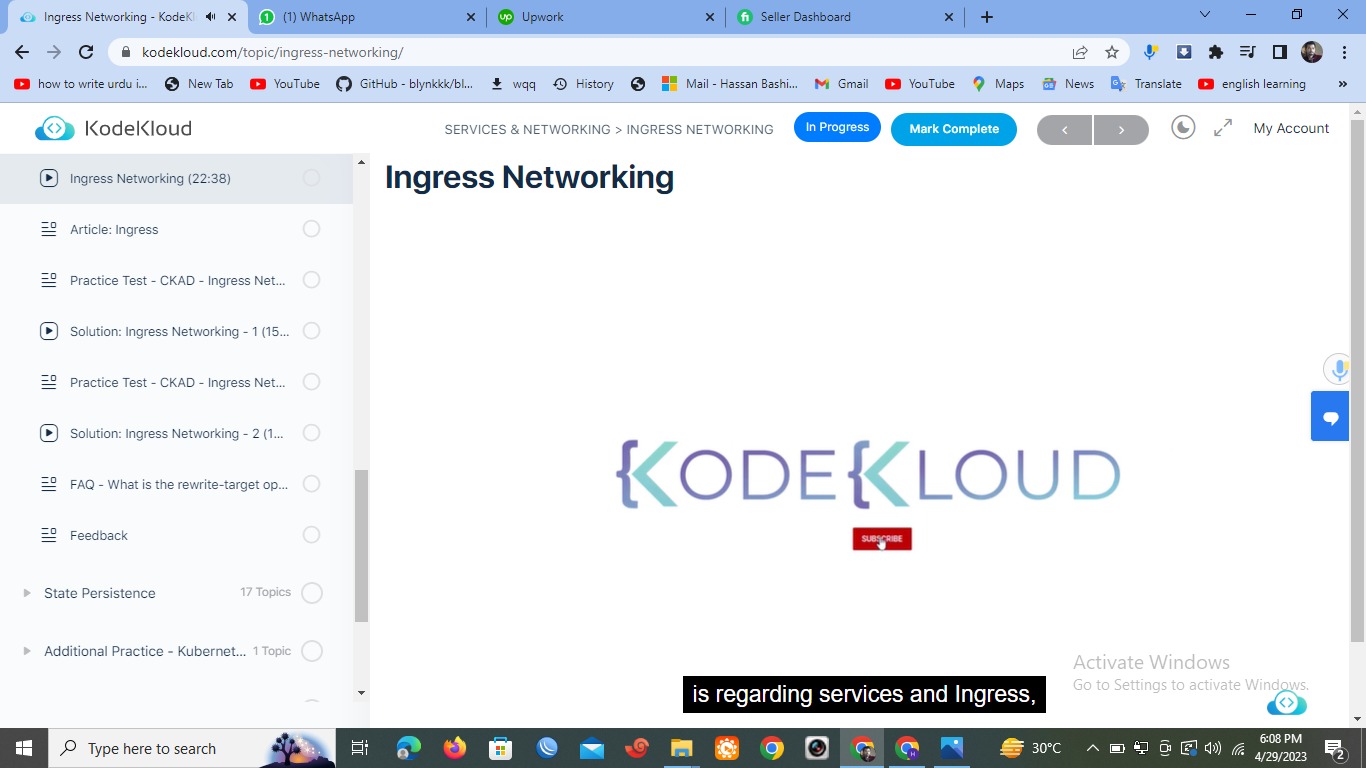 Ingress Networking - KodeKl
(1) WhatsApp
Upwork
Seller Dashboard
kodekloud.com/topic/ingress-networking/
how to write urdu i...
New Tab
YouTube
GitHub - blynkkk/bl...
wqq
History
Mail - Hassan Bashi...
Gmail
YouTube
Maps
News
Translate
english learning
»
KodeKloud
SERVICES & NETWORKING > INGRESS NETWORKING
In Progress
Mark Complete
My Account
Ingress Networking (22:38)
Article: Ingress
Practice Test - CKAD - Ingress Net...
Solution: Ingress Networking - 1 (15...
Practice Test - CKAD - Ingress Net...
Solution: Ingress Networking - 2 (1...
FAQ - What is the rewrite-target op...
Feedback
State Persistence 17 Topics
Additional Practice - Kubernet... 1 Topic
Ingress Networking
{KODE{KLOUD
SUBSCRIBE
is regarding services and Ingress,
Activate Windows
Go to Settings to activate Windows.
Type here to search
30°C
6:08 PM
4/29/2023
2